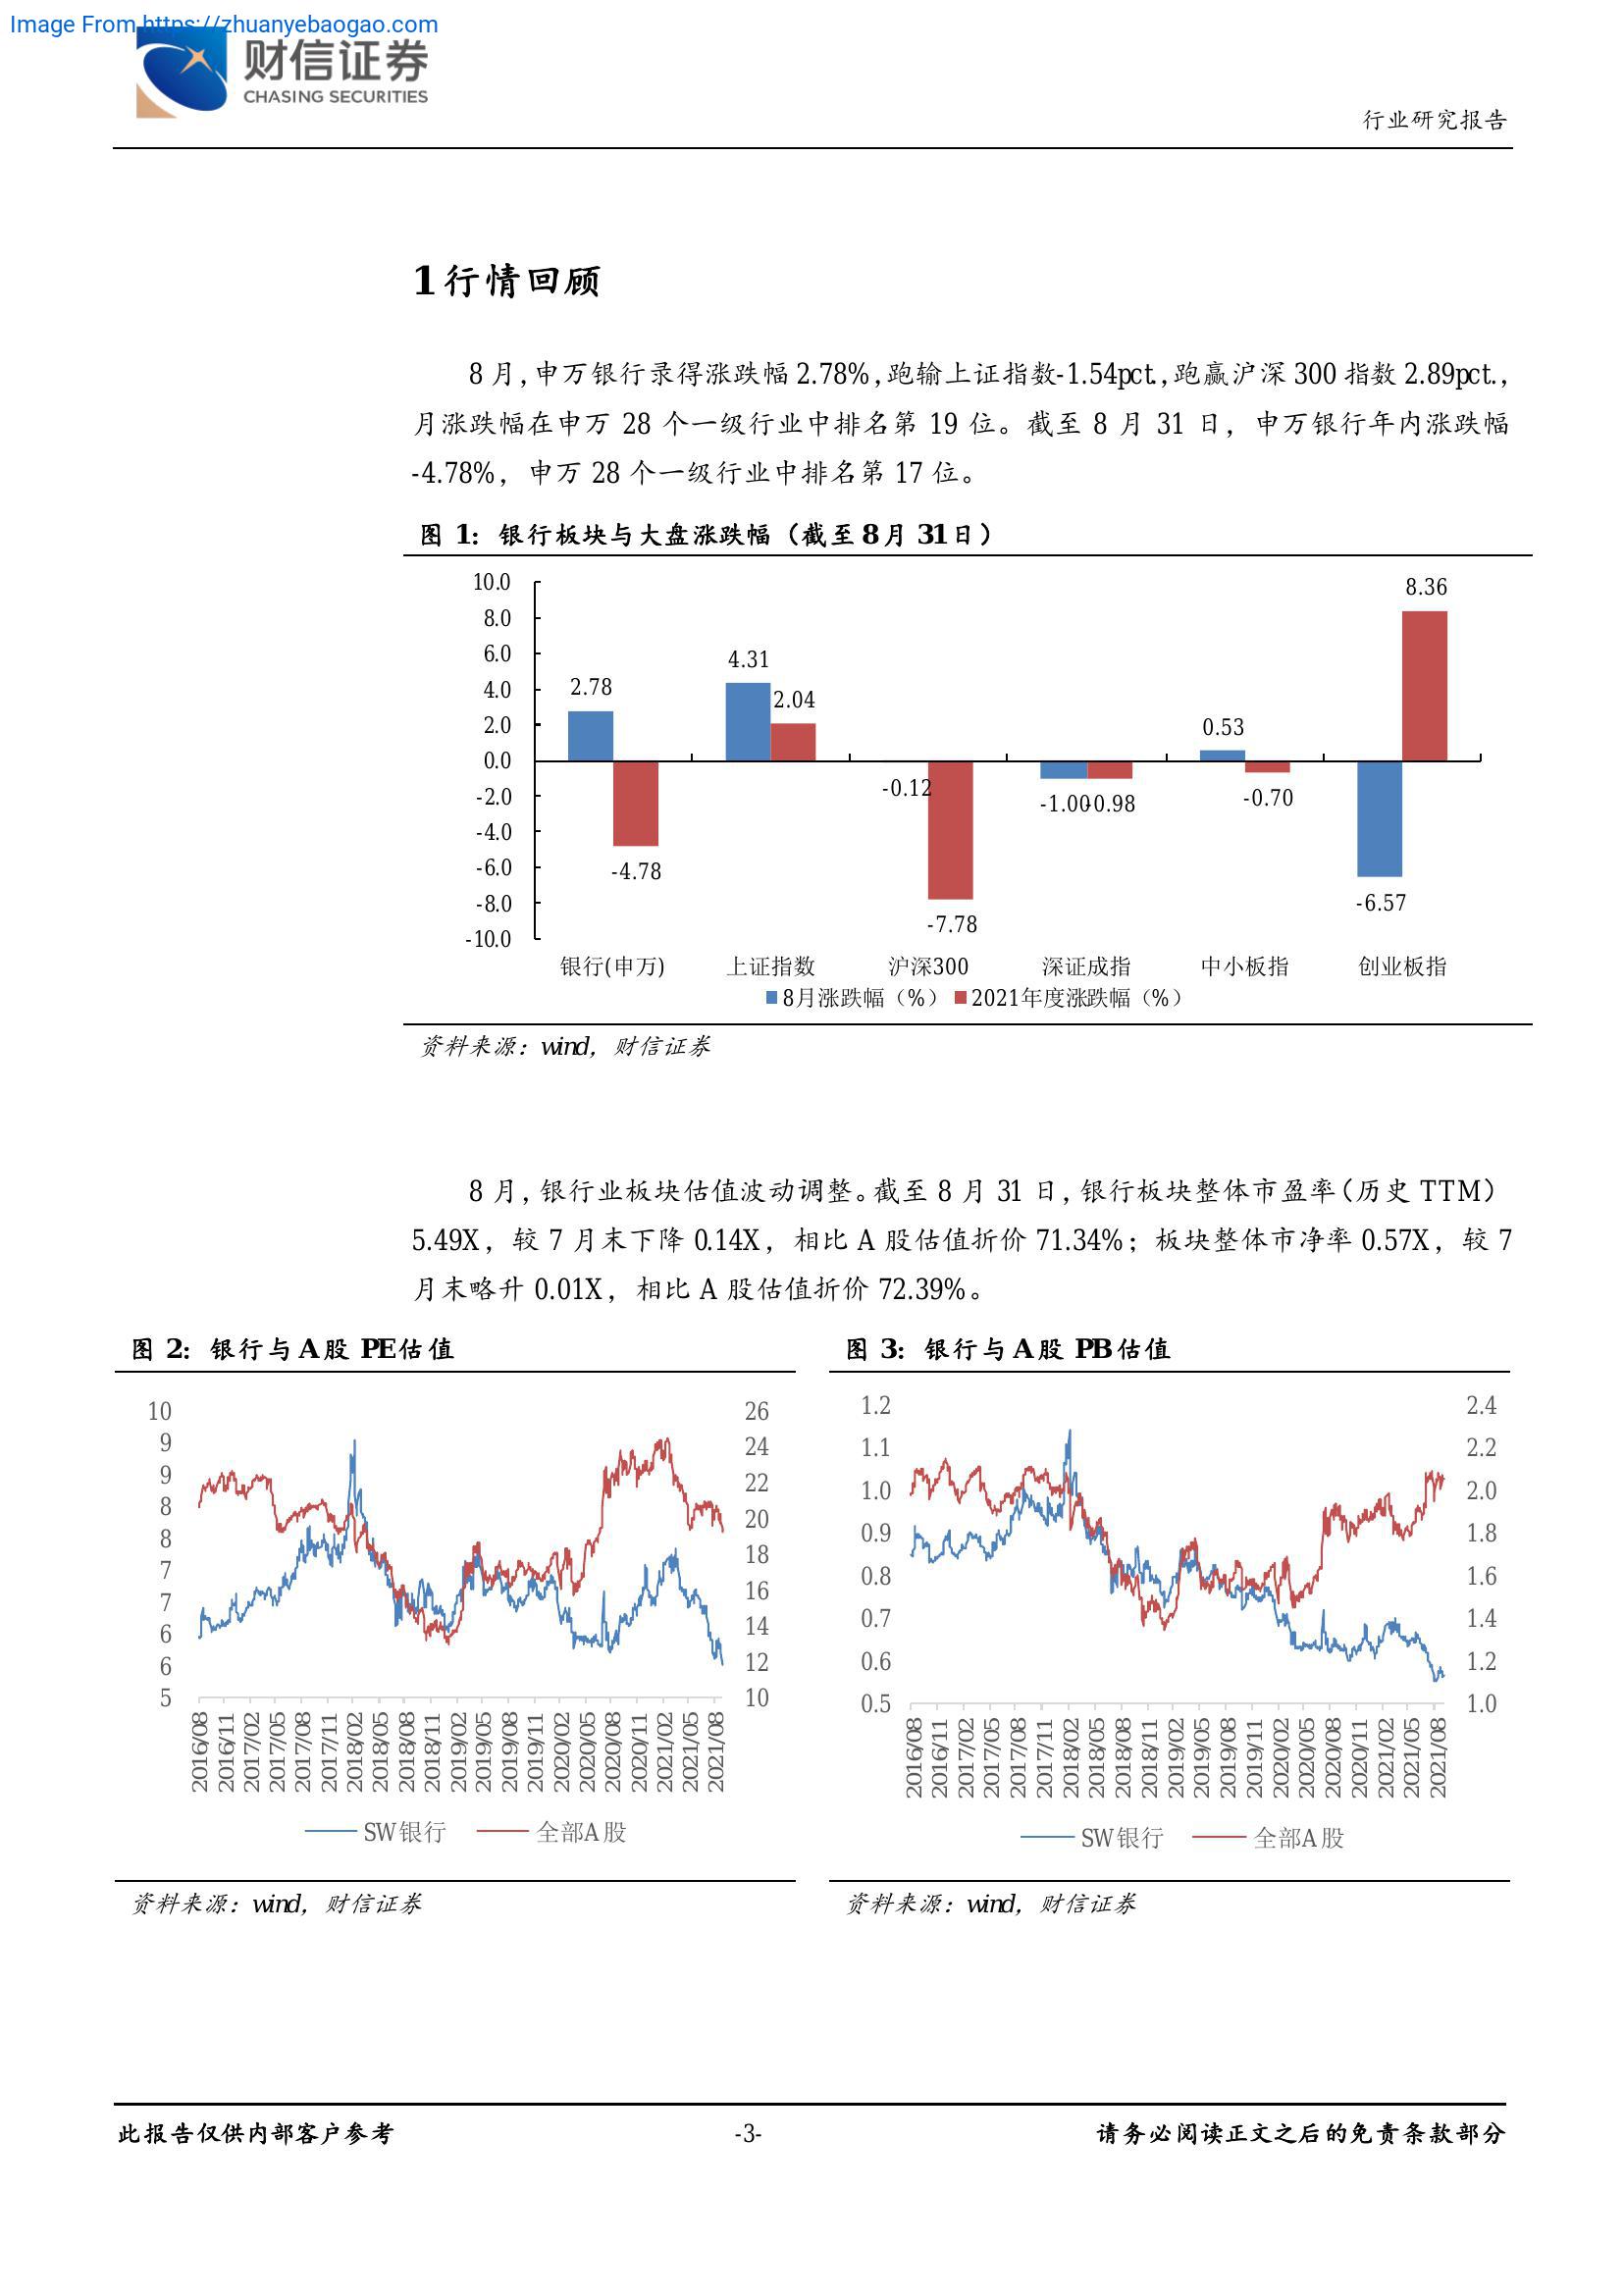 Image From https://zhuanyebaogao.com
财信证券
CHASING SECURITIES
行业研究报告
1行情回顾
8 月,申万银行录得涨跌幅 2.78%,跑输上证指数-1.54pct.,跑赢沪深 300 指数 2.89pct.,
月涨跌幅在申万 28 个一级行业中排名第 19 位。截至 8 月 31 日，申万银行年内涨跌幅
-4.78%，申万 28 个一级行业中排名第 17 位。
图 1：银行板块与大盘涨跌幅（截至8月 31日）
10.0
8.0
6.0
4.0
2.0
0.0
-2.0
-4.0
-6.0
-8.0
-10.0
2.78
-4.78
4.31
2.04
-0.12
-7.78
-1.00
-0.98
0.53
-0.70
-6.57
8.36
银行(申万) 上证指数 沪深300 深证成指 中小板指 创业板指
8月涨跌幅（%） 2021年度涨跌幅（%）
资料来源：wind，财信证券
8 月,银行业板块估值波动调整。截至 8 月 31 日,银行板块整体市盈率(历史 TTM)
5.49X，较 7 月末下降 0.14X，相比 A 股估值折价 71.34%；板块整体市净率 0.57X，较 7
月末略升 0.01X，相比 A 股估值折价 72.39%。
图 2：银行与A股 PE估值
10
9
9
8
8
7
7
6
6
5
26
24
22
20
18
16
14
12
10
2016/08 2016/11 2017/02 2017/05 2017/08 2017/11 2018/02 2018/05 2018/08 2018/11 2019/02 2019/05 2019/08 2019/11 2020/02 2020/05 2020/08 2020/11 2021/02 2021/05 2021/08
SW银行 全部A股
资料来源：wind，财信证券
图 3：银行与A股 PB估值
1.2
1.1
1.0
0.9
0.8
0.7
0.6
0.5
2.4
2.2
2.0
1.8
1.6
1.4
1.2
1.0
2016/08 2016/11 2017/02 2017/05 2017/08 2017/11 2018/02 2018/05 2018/08 2018/11 2019/02 2019/05 2019/08 2019/11 2020/02 2020/05 2020/08 2020/11 2021/02 2021/05 2021/08
SW银行 全部A股
资料来源：wind，财信证券
此报告仅供内部客户参考
-3-
请务必阅读正文之后的免责条款部分